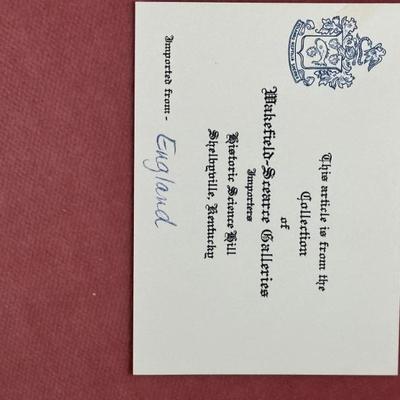 This article is from the
Collection
of
Wakefield-Scearce Galleries
Importers
Historic Science Hill
Shelbyville, Kentucky
Imported from- England